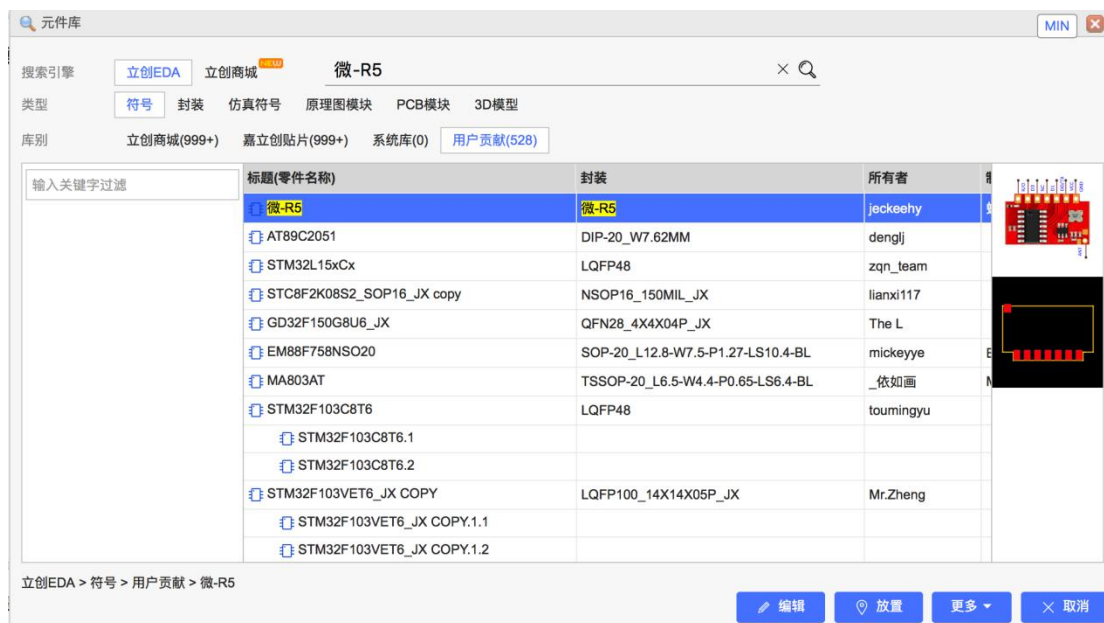 元件库
MIN
搜索引擎 立创EDA 立创商城 NEW 微-R5
类型 符号 封装 仿真符号 原理图模块 PCB模块 3D模型
库别 立创商城(999+) 嘉立创贴片(999+) 系统库(0) 用户贡献(528)
输入关键字过滤
标题(零件名称) 封装 所有者
微-R5 微-R5 jeckeehy
AT89C2051 DIP-20_W7.62MM denglj
STM32L15xCx LQFP48 zqn_team
STC8F2K08S2_SOP16_JX copy NSOP16_150MIL_JX lianxi117
GD32F150G8U6_JX QFN28_4X4X04P_JX The L
EM88F758NSO20 SOP-20_L12.8-W7.5-P1.27-LS10.4-BL mickeyye
MA803AT TSSOP-20_L6.5-W4.4-P0.65-LS6.4-BL _依如画
STM32F103C8T6 LQFP48 toumingyu
STM32F103C8T6.1
STM32F103C8T6.2
STM32F103VET6_JX COPY LQFP100_14X14X05P_JX Mr.Zheng
STM32F103VET6_JX COPY.1.1
STM32F103VET6_JX COPY.1.2
立创EDA > 符号 > 用户贡献 > 微-R5
编辑 放置 更多 取消